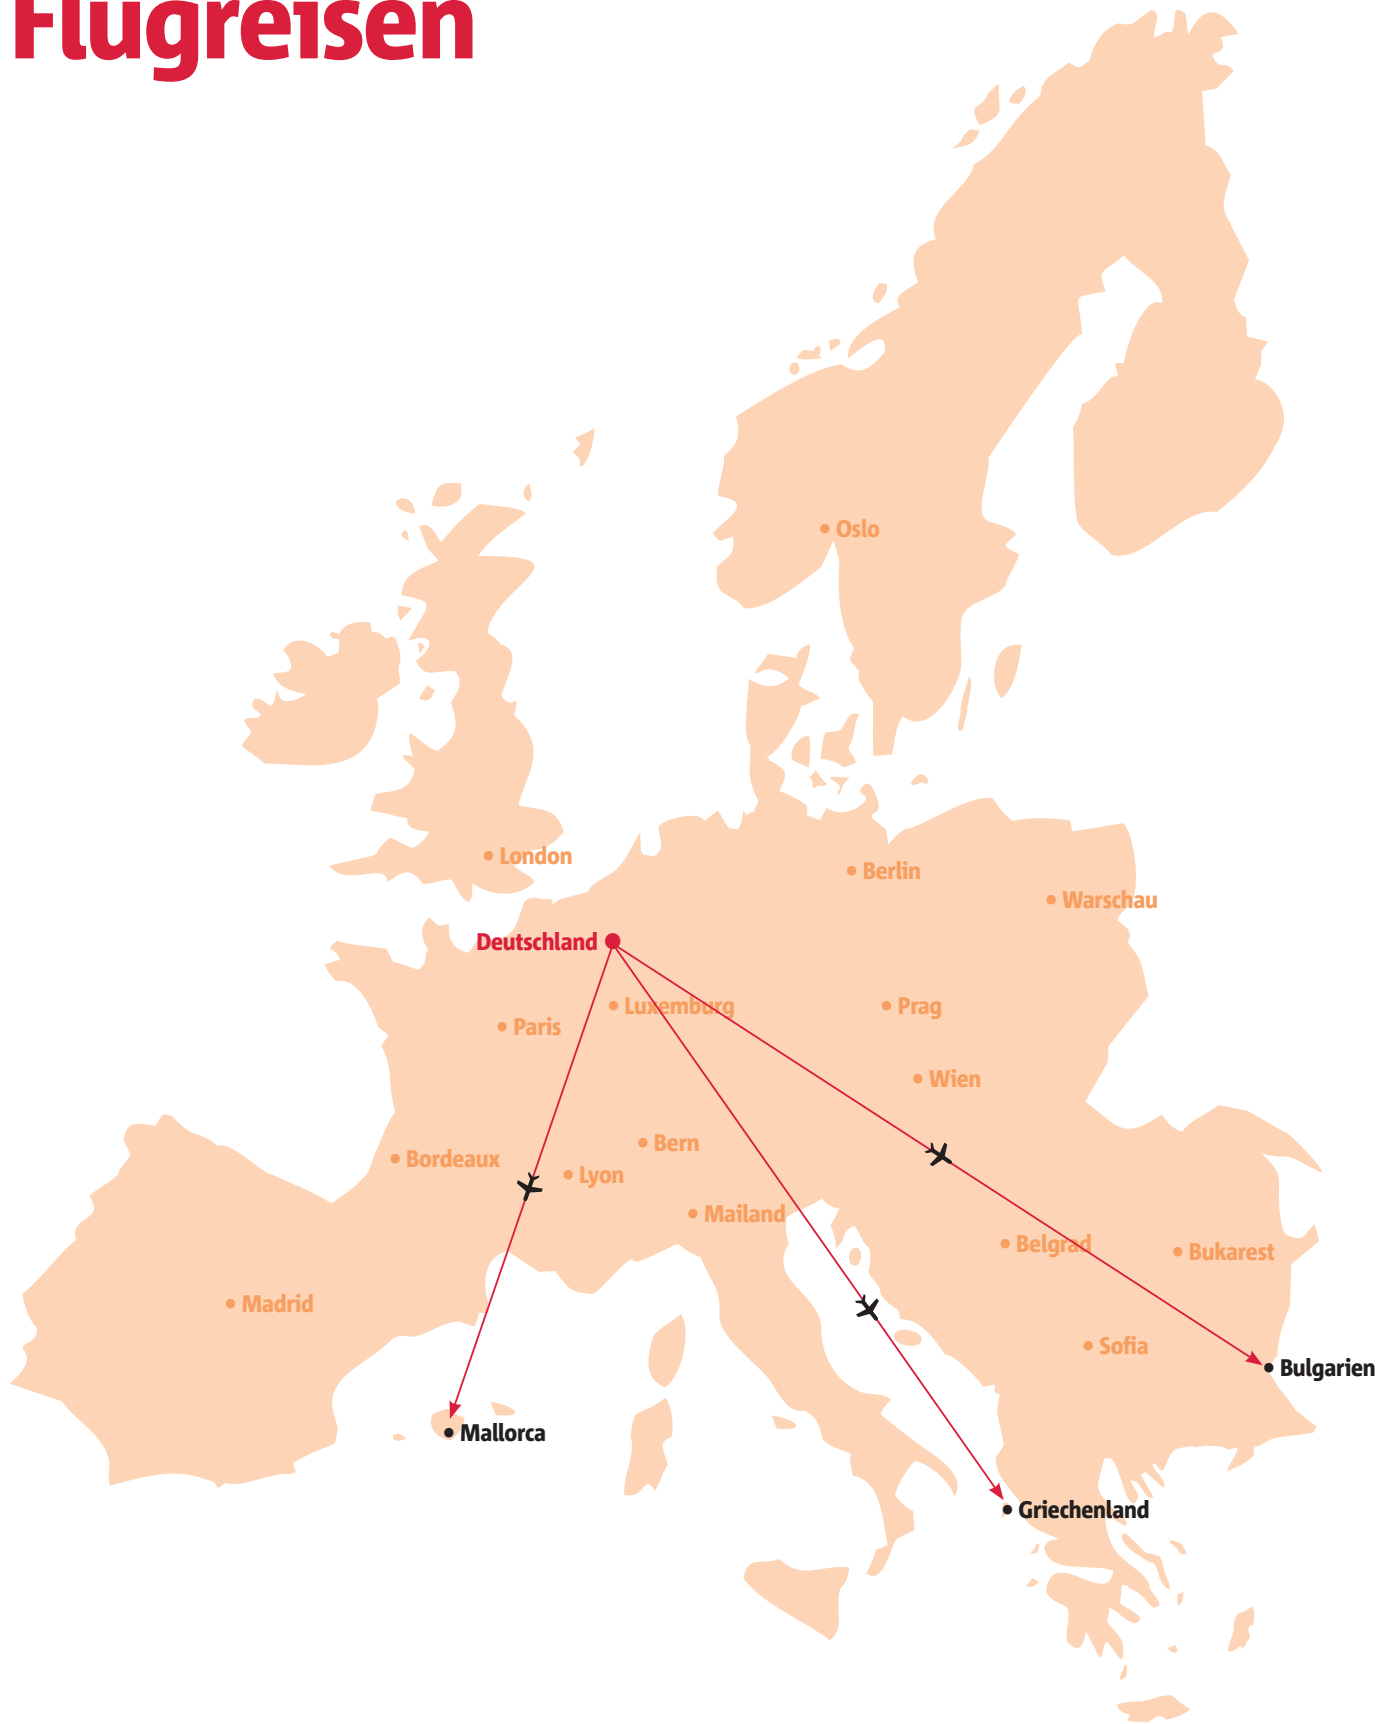 Flugreisen
Oslo
London
Berlin
Warschau
Deutschland
Luxemburg
Prag
Paris
Wien
Bern
Bordeaux
Lyon
Mailand
Belgrad
Bukarest
Madrid
Sofia
Bulgarien
Mallorca
Griechenland